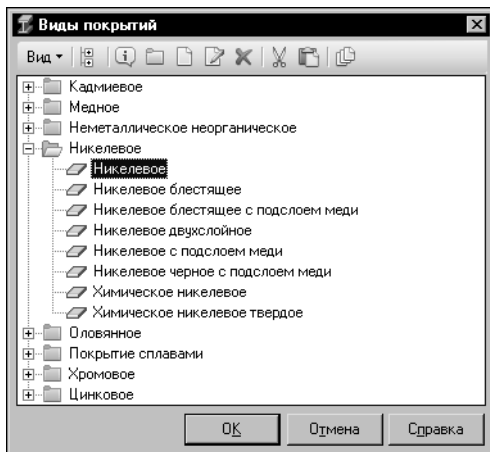 Виды покрытий
Вид
Кадмиевое
Медное
Неметаллическое неорганическое
Никелевое
Никелевое
Никелевое блестящее
Никелевое блестящее с подслоем меди
Никелевое двухслойное
Никелевое с подслоем меди
Никелевое черное с подслоем меди
Химическое никелевое
Химическое никелевое твердое
Оловянное
Покрытие сплавами
Хромовое
Цинковое
OK Отмена Справка